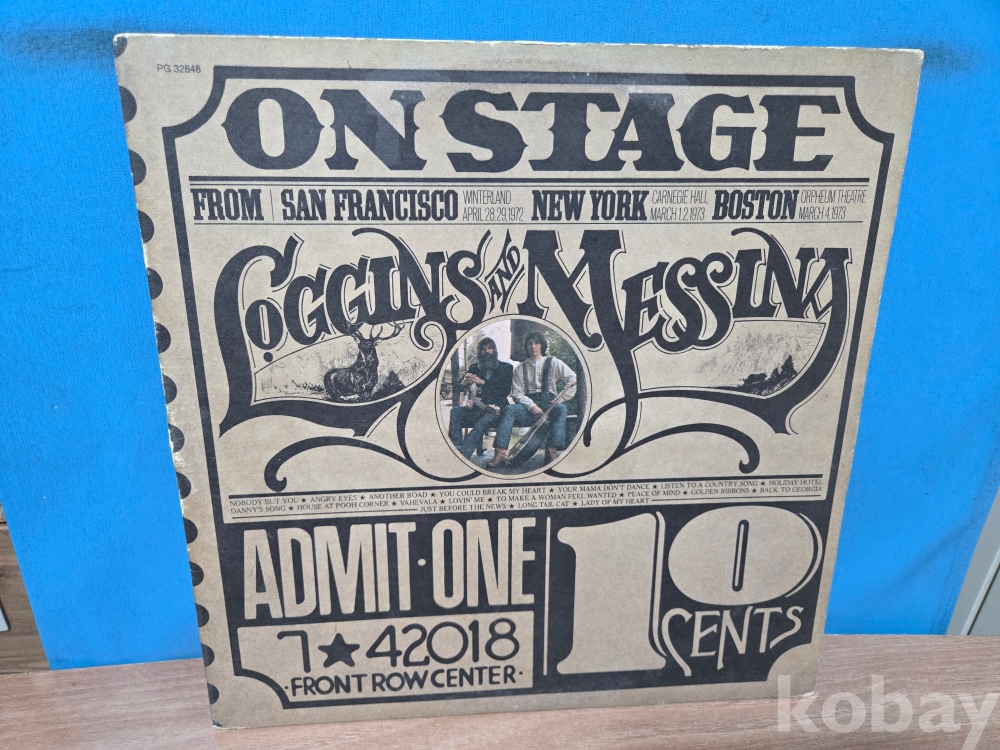 PG 32848
ON STAGE
FROM SAN FRANCISCO WINTERLAND APRIL 28, 29, 1972 NEW YORK CARNEGIE HALL MARCH 1, 2, 1973 BOSTON ORPHEUM THEATRE MARCH 4, 1973
LOGGINS AND MESSINA
NOBODY BUT YOU ★ ANGRY EYES ★ ANOTHER ROAD ★ YOU COULD BREAK MY HEART ★ YOUR MAMA DON'T DANCE ★ LISTEN TO A COUNTRY SONG ★ HOLIDAY HOTEL
DANNY'S SONG ★ HOUSE AT POOH CORNER ★ VAHEVALA ★ LOVIN' ME ★ TO MAKE A WOMAN FEEL WANTED ★ PEACE OF MIND ★ GOLDEN RIBBONS ★ BACK TO GEORGIA
JUST BEFORE THE NEWS ★ LONG TAIL CAT ★ LADY OF MY HEART
ADMIT·ONE
10 CENTS
7★42018
·FRONT ROW CENTER·
kobay